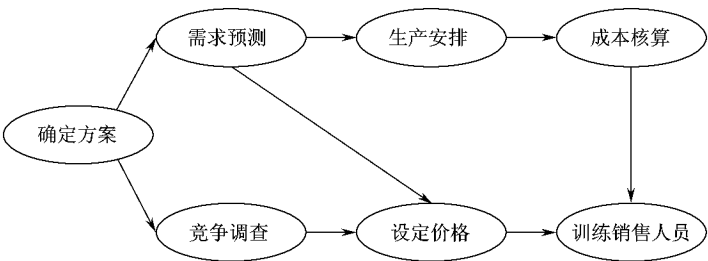 需求预测
生产安排
成本核算
确定方案
竞争调查
设定价格
训练销售人员